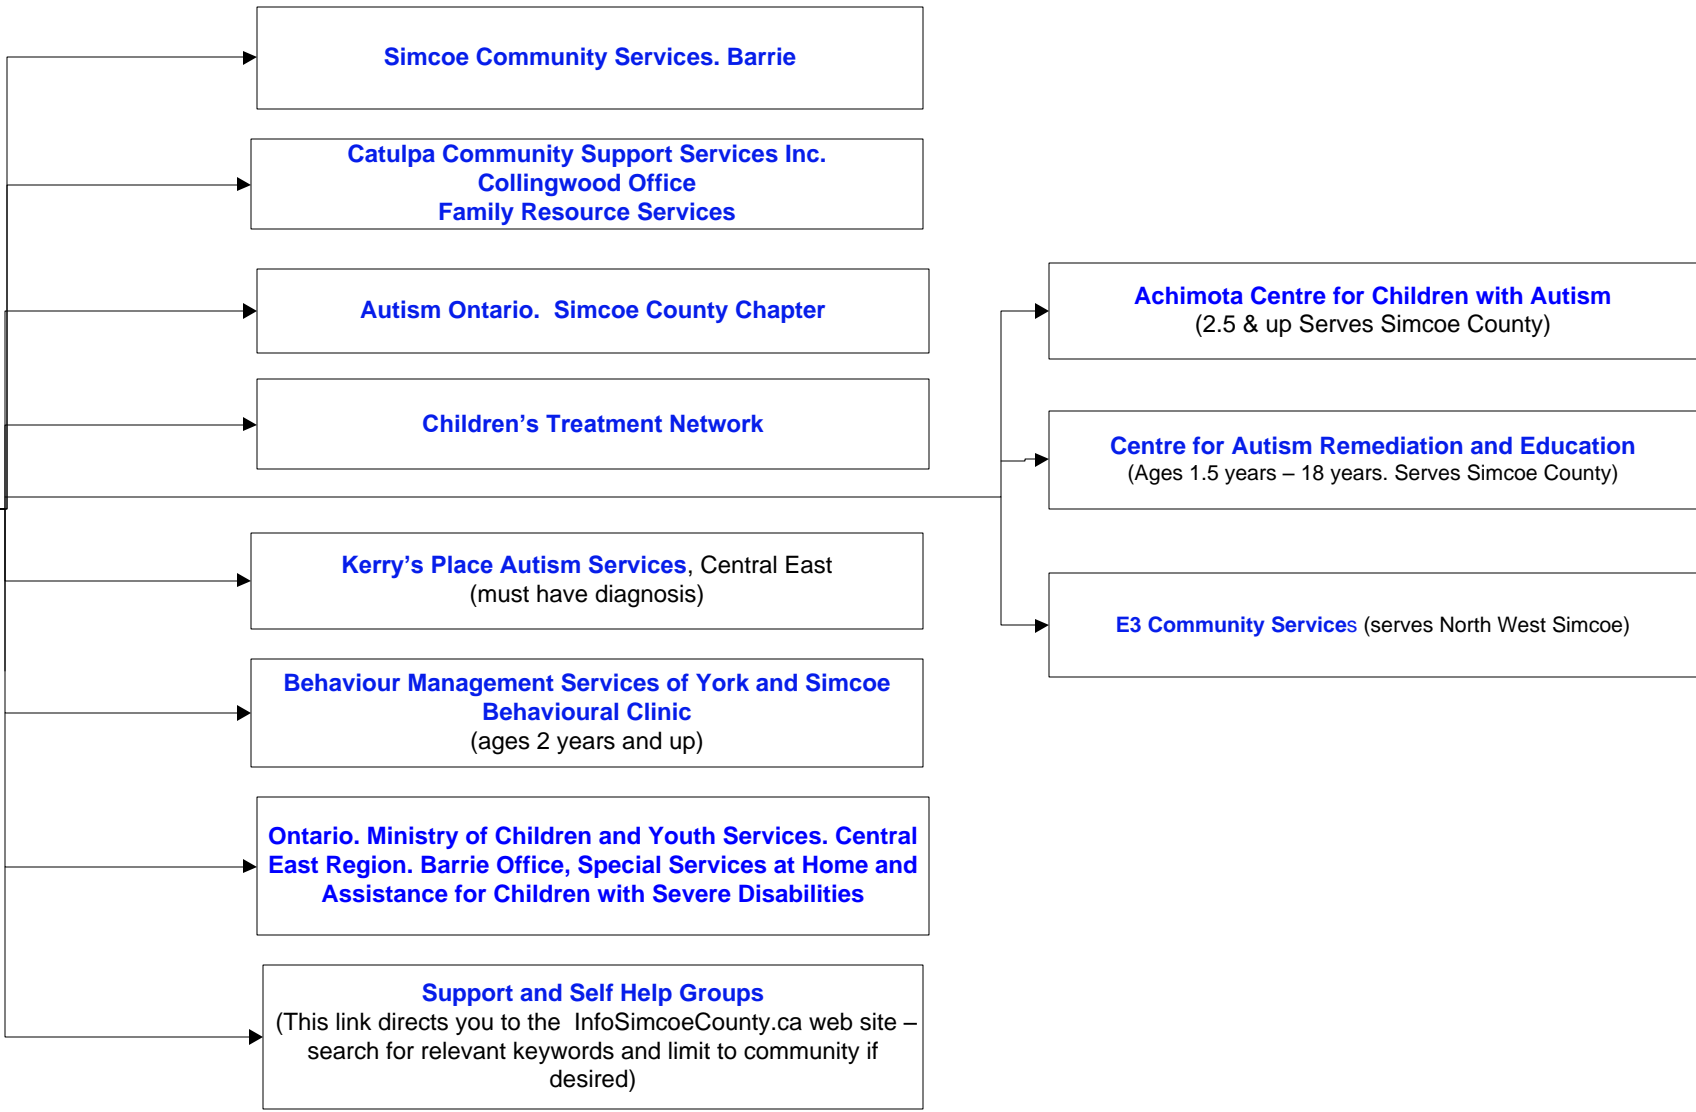 Simcoe Community Services. Barrie
Catulpa Community Support Services Inc.
Collingwood Office
Family Resource Services
Autism Ontario.  Simcoe County Chapter
Children’s Treatment Network
Kerry’s Place Autism Services, Central East
(must have diagnosis)
Behaviour Management Services of York and Simcoe
Behavioural Clinic
(ages 2 years and up)
Ontario. Ministry of Children and Youth Services. Central
East Region. Barrie Office, Special Services at Home and
Assistance for Children with Severe Disabilities
Support and Self Help Groups
(This link directs you to the  InfoSimcoeCounty.ca web site –
search for relevant keywords and limit to community if
desired)
Achimota Centre for Children with Autism
(2.5 & up Serves Simcoe County)
Centre for Autism Remediation and Education
(Ages 1.5 years – 18 years. Serves Simcoe County)
E3 Community Services (serves North West Simcoe)